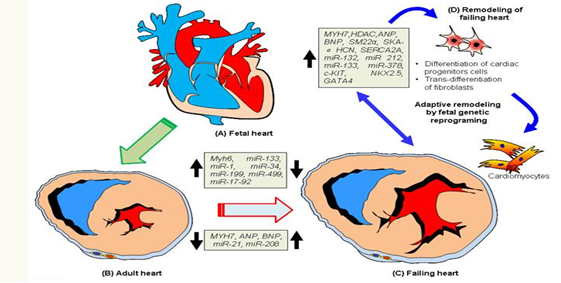 (D) Remodeling of
failing heart
MYH7,HDAC,ANP,
BNP, SM22α, SKA-
α HCN, SERCA2A,
miR-132, miR 212,
miR-133, miR-378,
c-KIT, NKX2.5,
GATA4
• Differentiation of cardiac
progenitors cells
• Trans-differentiation
of fibroblasts
(A) Fetal heart
Adaptive remodeling
by fetal genetic
reprograming
Myh6, miR-133,
miR-1, miR-34,
miR-199, miR-499,
miR-17-92
Cardiomyocytes
MYH7, ANP, BNP,
miR-21, miR-208
(B) Adult heart
(C) Failing heart